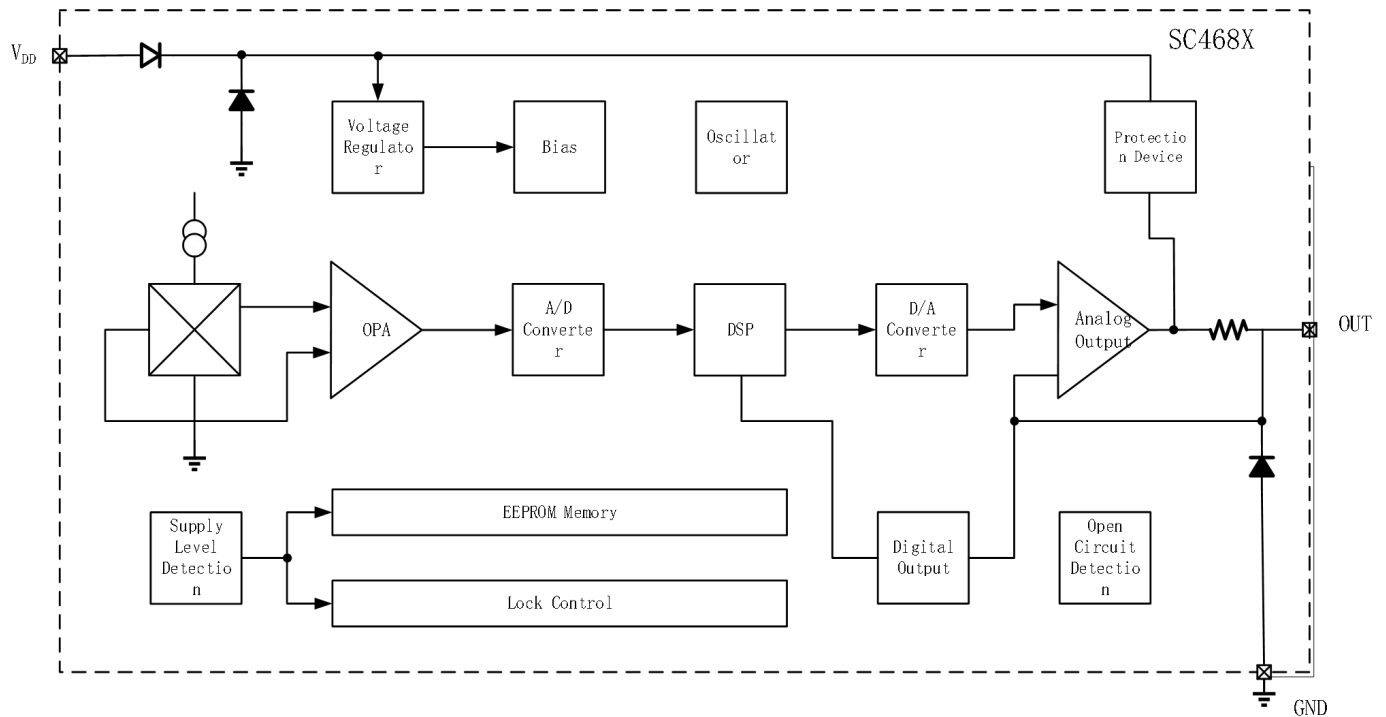 SC468X
VDD
Voltage
Regulato
r
Bias
Oscillat
or
Protectio
n Device
OPA
A/D
Converte
r
DSP
D/A
Converte
r
Analog
Output
OUT
Supply
Level
Detectio
n
EEPROM Memory
Lock Control
Digital
Output
Open
Circuit
Detectio
n
GND